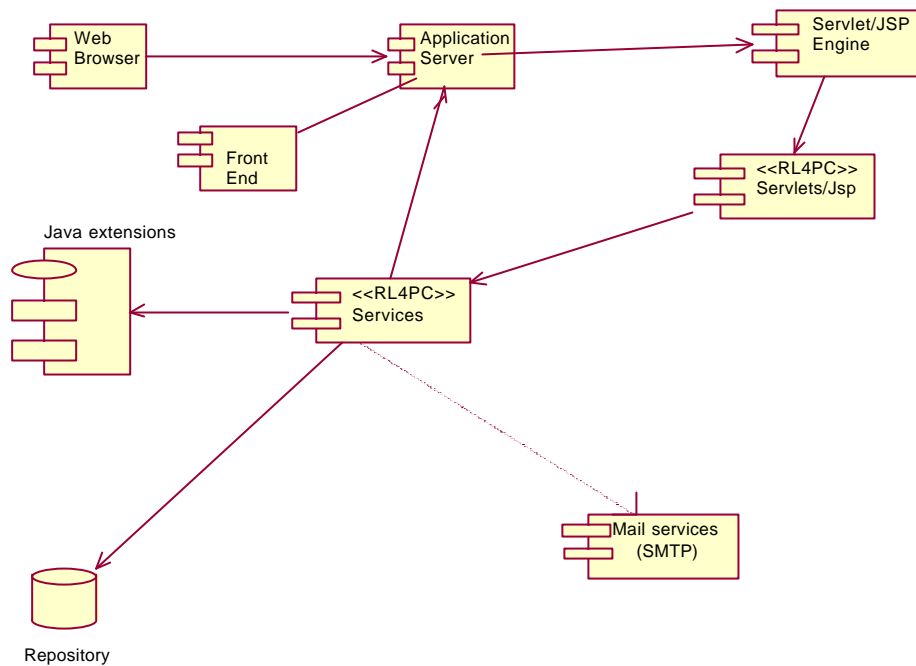 Web
Browser
Application
Server
Servlet/JSP
Engine
Front
End
<<RL4PC>>
Servlets/Jsp
Java extensions
<<RL4PC>>
Services
Mail services
(SMTP)
Repository